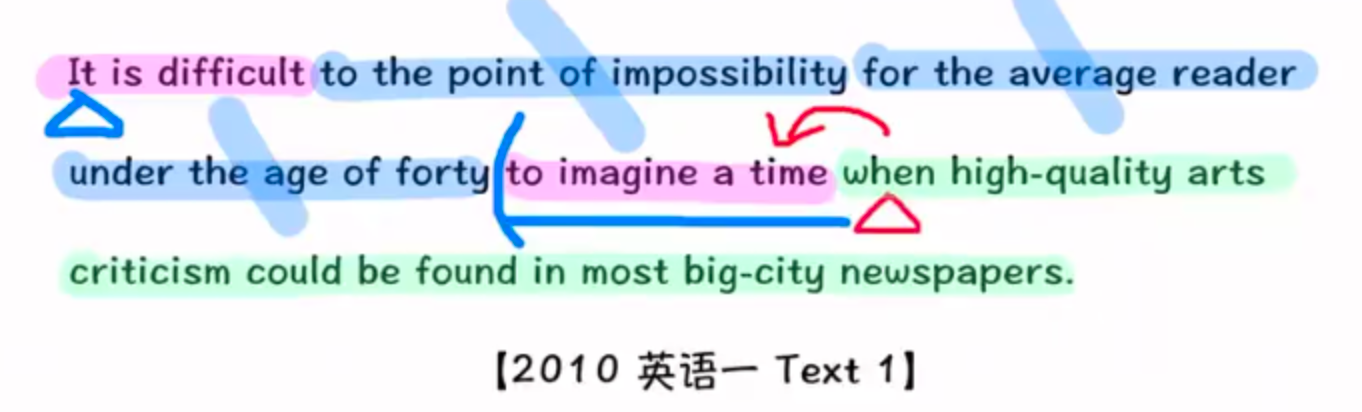 It is difficult to the point of impossibility for the average reader
under the age of forty to imagine a time when high-quality arts
criticism could be found in most big-city newspapers.
【2010 英语一 Text 1】